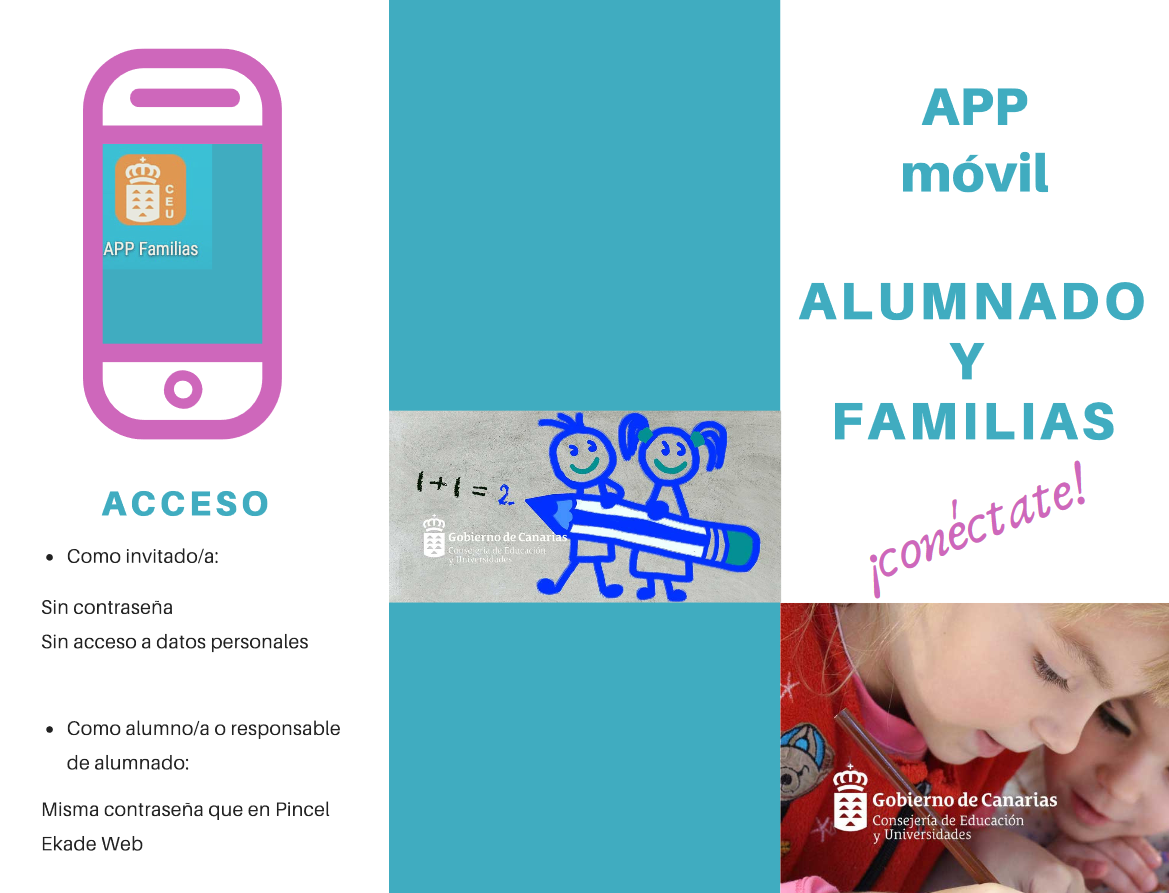 C
E
U
APP Familias
ACCESO
• Como invitado/a:
Sin contraseña
Sin acceso a datos personales
• Como alumno/a o responsable
de alumnado:
Misma contraseña que en Pincel
Ekade Web
1+1=2
Gobierno de Canarias
Consejería de Educación
y Universidades
APP
móvil
ALUMNADO
Y
FAMILIAS
¡conéctate!
Gobierno de Canarias
Consejería de Educación
y Universidades